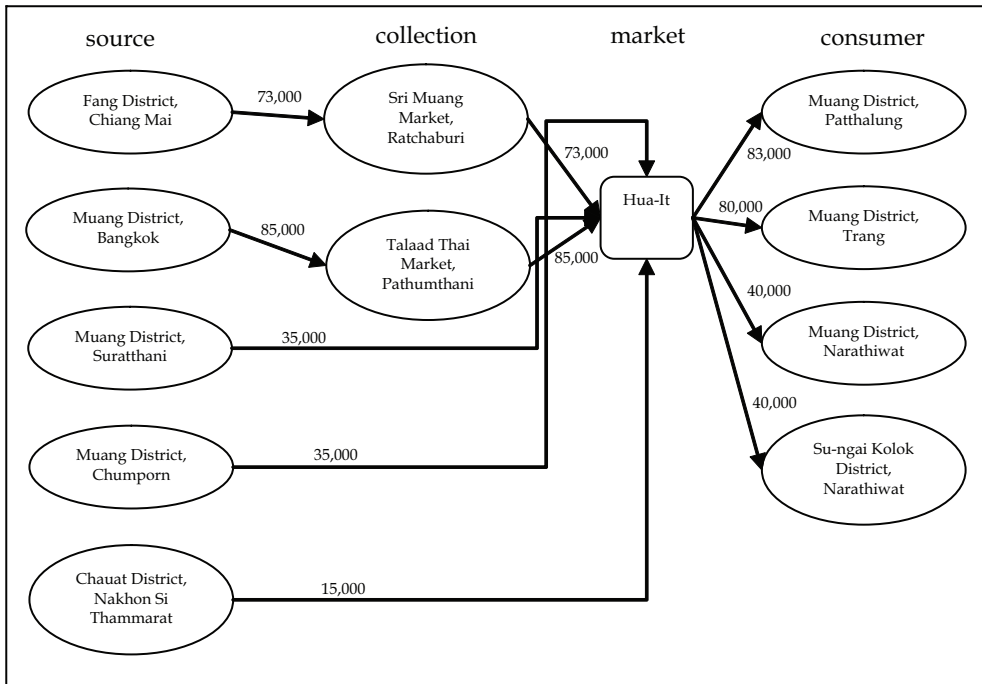 source
collection
market
consumer
Fang District,
Chiang Mai
73,000
Sri Muang
Market,
Ratchaburi
73,000
Hua-It
83,000
Muang District,
Patthalung
Muang District,
Bangkok
85,000
Talaad Thai
Market,
Pathumthani
85,000
80,000
Muang District,
Trang
Muang District,
Suratthani
35,000
40,000
Muang District,
Narathiwat
Muang District,
Chumporn
35,000
40,000
Su-ngai Kolok
District,
Narathiwat
Chauat District,
Nakhon Si
Thammarat
15,000